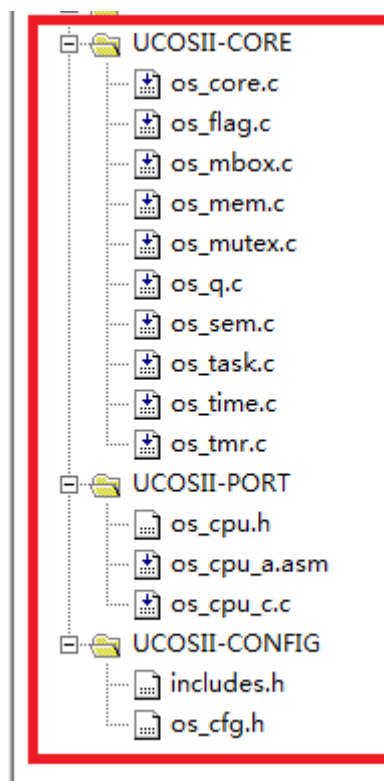 UCOSII-CORE
os_core.c
os_flag.c
os_mbox.c
os_mem.c
os_mutex.c
os_q.c
os_sem.c
os_task.c
os_time.c
os_tmr.c
UCOSII-PORT
os_cpu.h
os_cpu_a.asm
os_cpu_c.c
UCOSII-CONFIG
includes.h
os_cfg.h